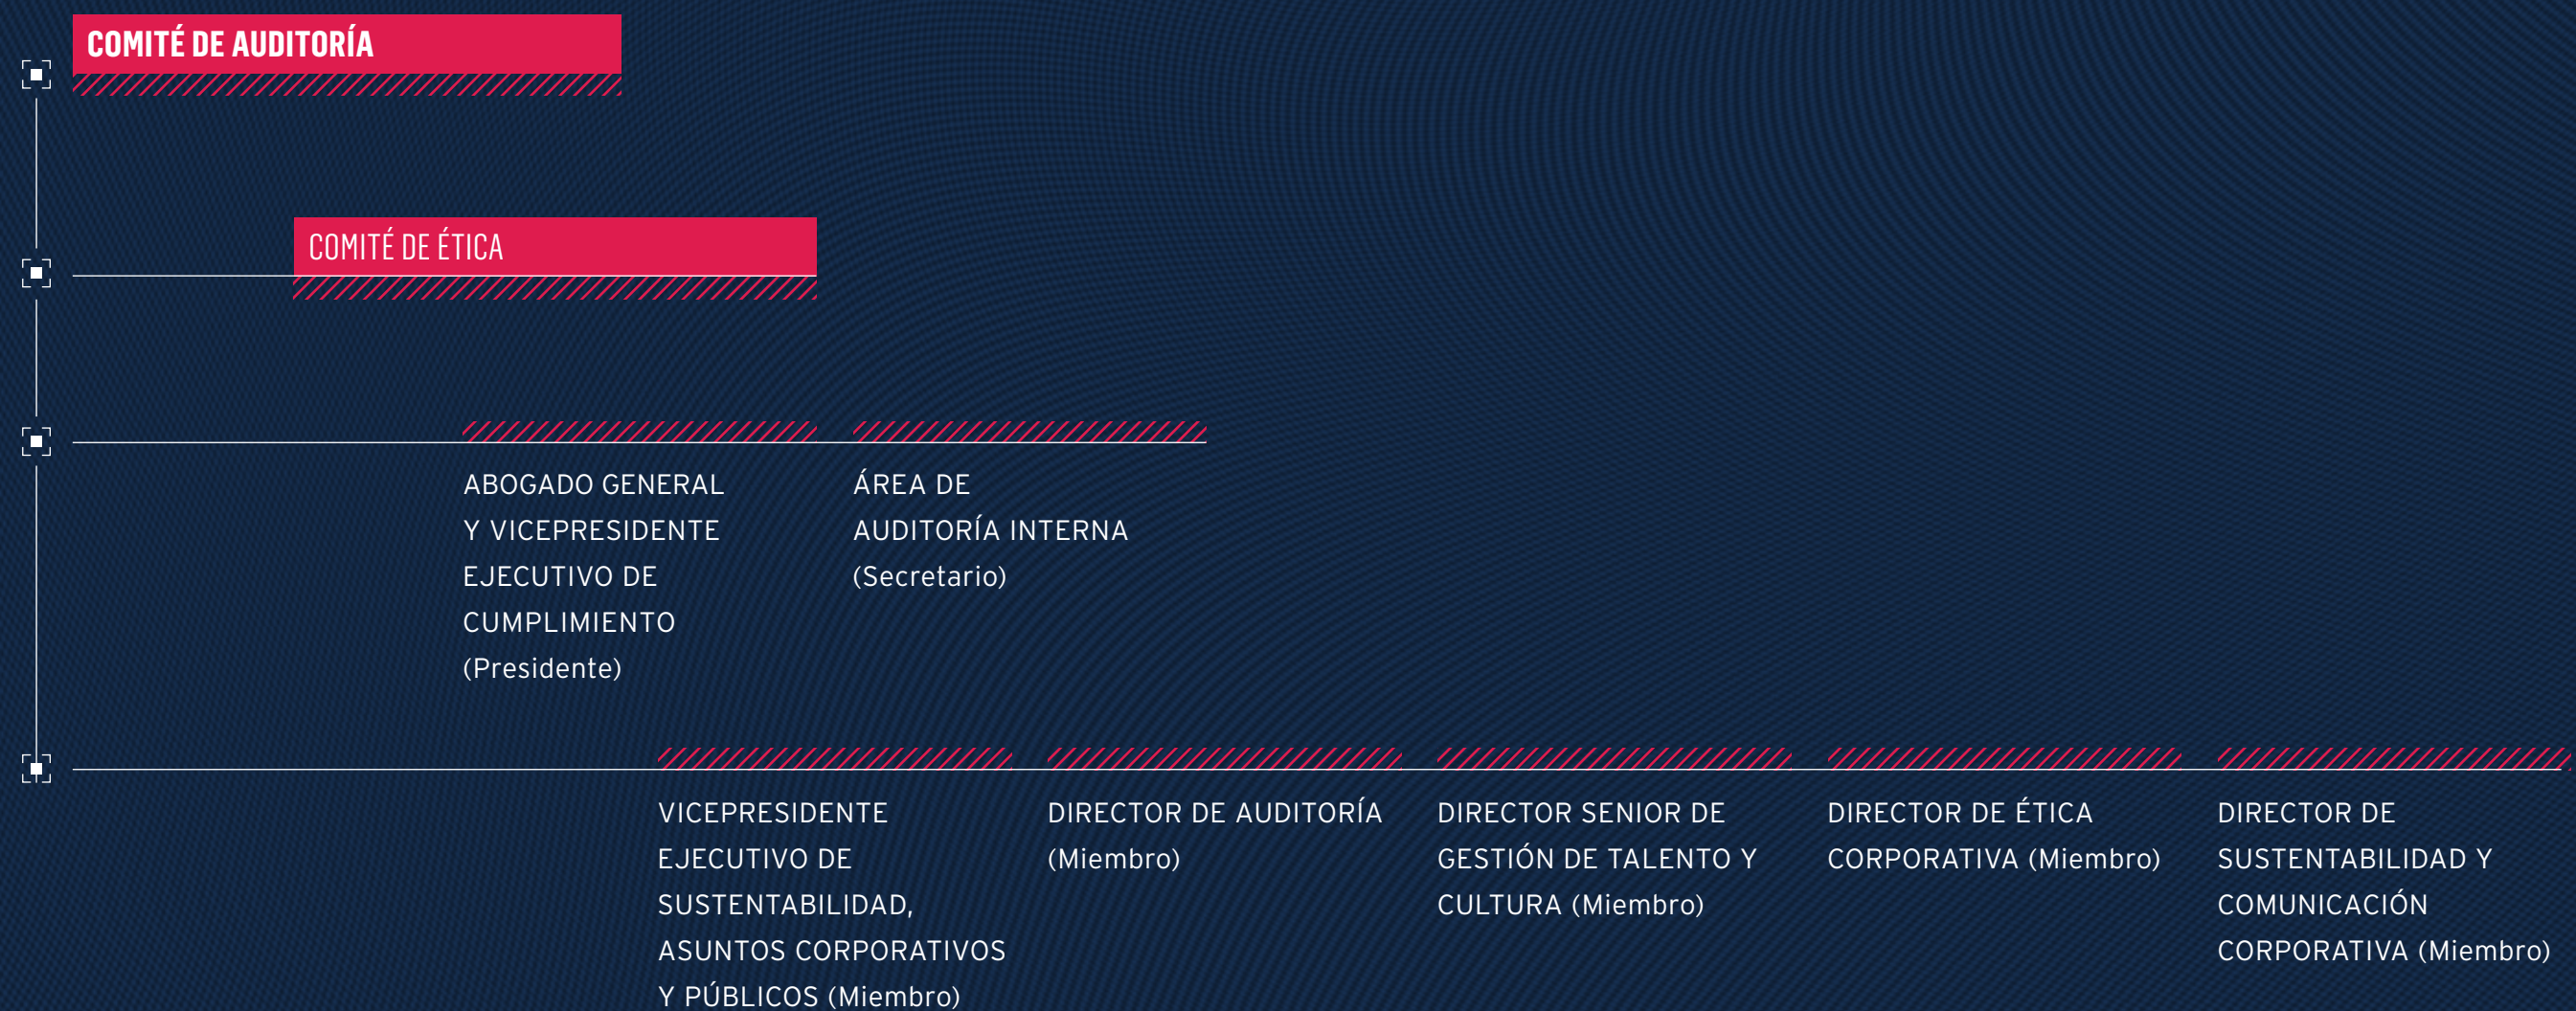 COMITÉ DE AUDITORÍA
COMITÉ DE ÉTICA
ABOGADO GENERAL
Y VICEPRESIDENTE
EJECUTIVO DE
CUMPLIMIENTO
(Presidente)
ÁREA DE
AUDITORÍA INTERNA
(Secretario)
VICEPRESIDENTE
EJECUTIVO DE
SUSTENTABILIDAD,
ASUNTOS CORPORATIVOS
Y PÚBLICOS (Miembro)
DIRECTOR DE AUDITORÍA
(Miembro)
DIRECTOR SENIOR DE
GESTIÓN DE TALENTO Y
CULTURA (Miembro)
DIRECTOR DE ÉTICA
CORPORATIVA (Miembro)
DIRECTOR DE
SUSTENTABILIDAD Y
COMUNICACIÓN
CORPORATIVA (Miembro)